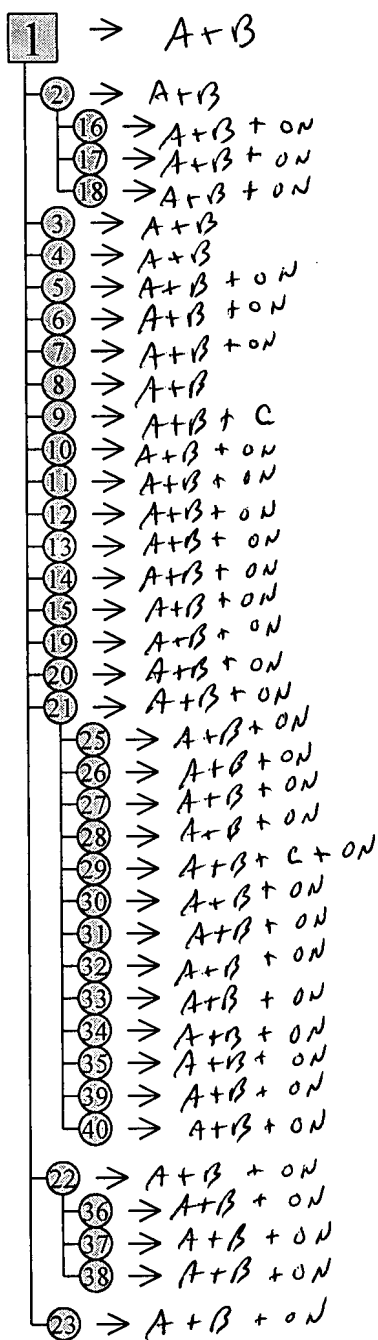 1 → A+B
2 → A+B
16 → A+B + ON
17 → A+B + ON
18 → A+B + ON
3 → A+B
4 → A+B
5 → A+B + ON
6 → A+B + ON
7 → A+B + ON
8 → A+B
9 → A+B + C
10 → A+B + ON
11 → A+B + ON
12 → A+B + ON
13 → A+B + ON
14 → A+B + ON
15 → A+B + ON
19 → A+B + ON
20 → A+B + ON
21 → A+B + ON
25 → A+B + ON
26 → A+B + ON
27 → A+B + ON
28 → A+B + ON
29 → A+B + C + ON
30 → A+B + ON
31 → A+B + ON
32 → A+B + ON
33 → A+B + ON
34 → A+B + ON
35 → A+B + ON
39 → A+B + ON
40 → A+B + ON
22 → A+B + ON
36 → A+B + ON
37 → A+B + ON
38 → A+B + ON
23 → A+B + ON